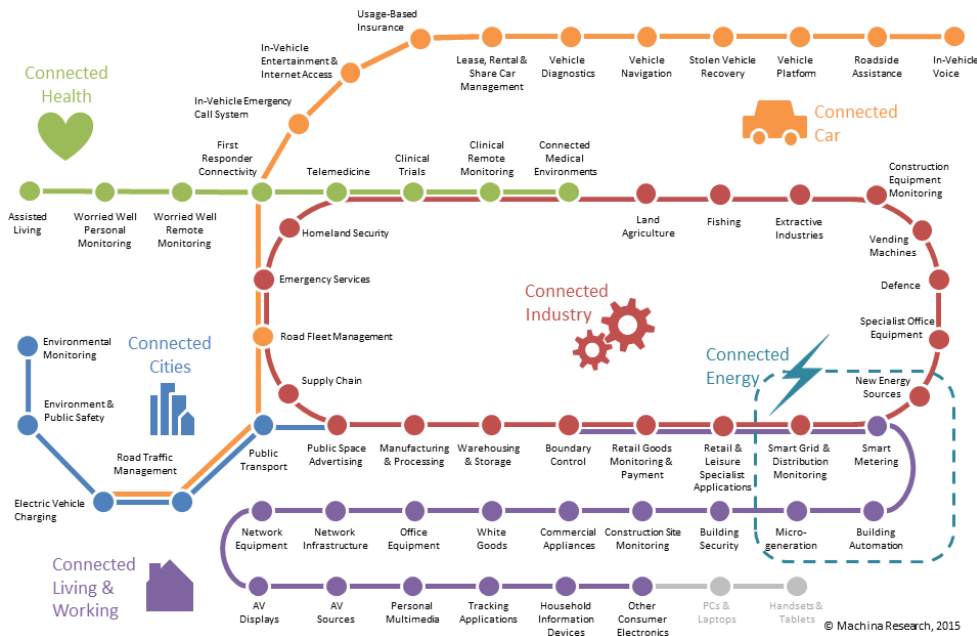 Usage-Based
Insurance
In-Vehicle
Entertainment &
Internet Access
In-Vehicle Emergency
Call System
Lease, Rental &
Share Car
Management
Vehicle
Diagnostics
Vehicle
Navigation
Stolen Vehicle
Recovery
Vehicle
Platform
Roadside
Assistance
In-Vehicle
Voice
Connected
Health
Connected
Car
First
Responder
Connectivity
Telemedicine
Clinical
Trials
Clinical
Remote
Monitoring
Connected
Medical
Environments
Assisted
Living
Worried Well
Personal
Monitoring
Worried Well
Remote
Monitoring
Construction
Equipment
Monitoring
Land
Agriculture
Fishing
Extractive
Industries
Vending
Machines
Homeland Security
Emergency Services
Defence
Connected
Industry
Specialist Office
Equipment
Road Fleet Management
Connected
Cities
Environmental
Monitoring
Connected
Energy
New Energy
Sources
Supply Chain
Environment &
Public Safety
Road Traffic
Management
Public
Transport
Public Space
Advertising
Manufacturing
& Processing
Warehousing
& Storage
Boundary
Control
Retail Goods
Monitoring &
Payment
Retail &
Leisure
Specialist
Applications
Smart Grid &
Distribution
Monitoring
Smart
Metering
Electric Vehicle
Charging
Network
Equipment
Network
Infrastructure
Office
Equipment
White
Goods
Commercial
Appliances
Construction Site
Monitoring
Building
Security
Micro-
generation
Building
Automation
Connected
Living &
Working
AV
Displays
AV
Sources
Personal
Multimedia
Tracking
Applications
Household
Information
Devices
Other
Consumer
Electronics
PCs &
Laptops
Handsets &
Tablets
© Machina Research, 2015